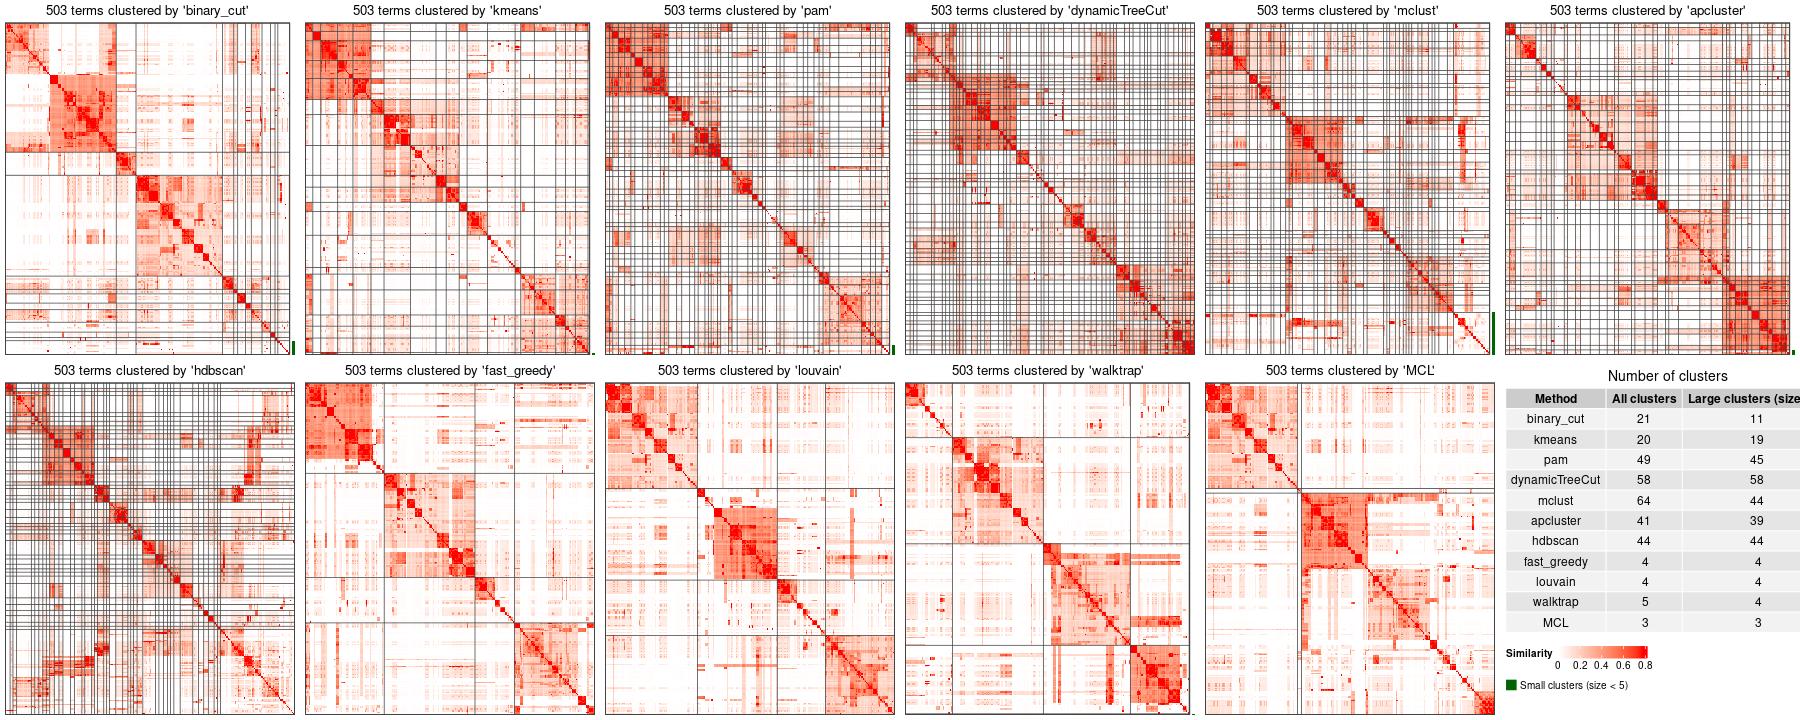 503 terms clustered by 'binary_cut'
503 terms clustered by 'kmeans'
503 terms clustered by 'pam'
503 terms clustered by 'dynamicTreeCut'
503 terms clustered by 'mclust'
503 terms clustered by 'apcluster'
503 terms clustered by 'hdbscan'
503 terms clustered by 'fast_greedy'
503 terms clustered by 'louvain'
503 terms clustered by 'walktrap'
503 terms clustered by 'MCL'
Number of clusters
Method All clusters Large clusters (size
binary_cut 21 11
kmeans 20 19
pam 49 45
dynamicTreeCut 58 58
mclust 64 44
apcluster 41 39
hdbscan 44 44
fast_greedy 4 4
louvain 4 4
walktrap 5 4
MCL 3 3
Similarity
0 0.2 0.4 0.6 0.8
Small clusters (size < 5)